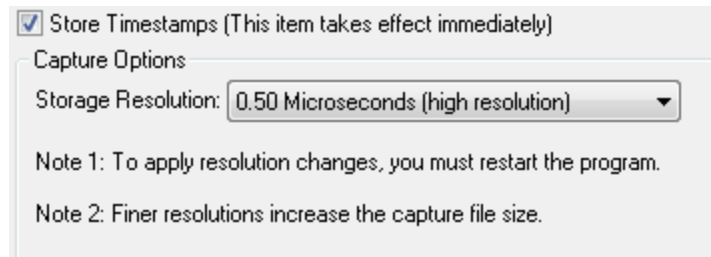 Store Timestamps (This item takes effect immediately)
Capture Options
Storage Resolution: 0.50 Microseconds (high resolution)
Note 1: To apply resolution changes, you must restart the program.
Note 2: Finer resolutions increase the capture file size.